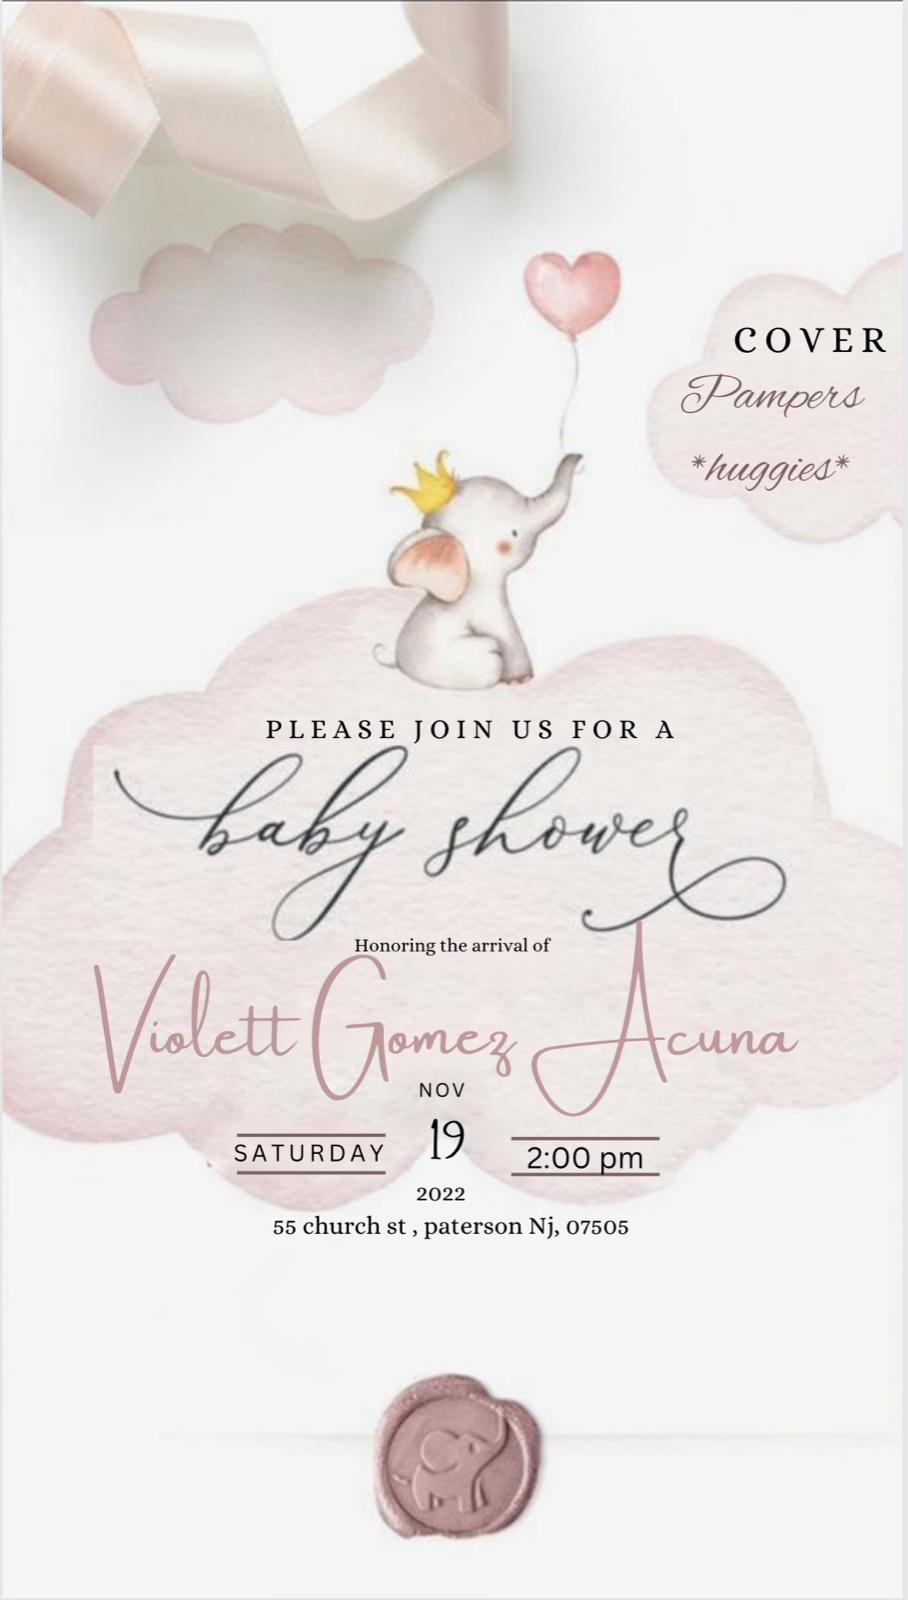 COVER
Pampers
*huggies*
PLEASE JOIN US FOR A
baby shower
Honoring the arrival of
Violett Gomez Acuna
NOV
SATURDAY 19 2:00 pm
2022
55 church st , paterson Nj, 07505